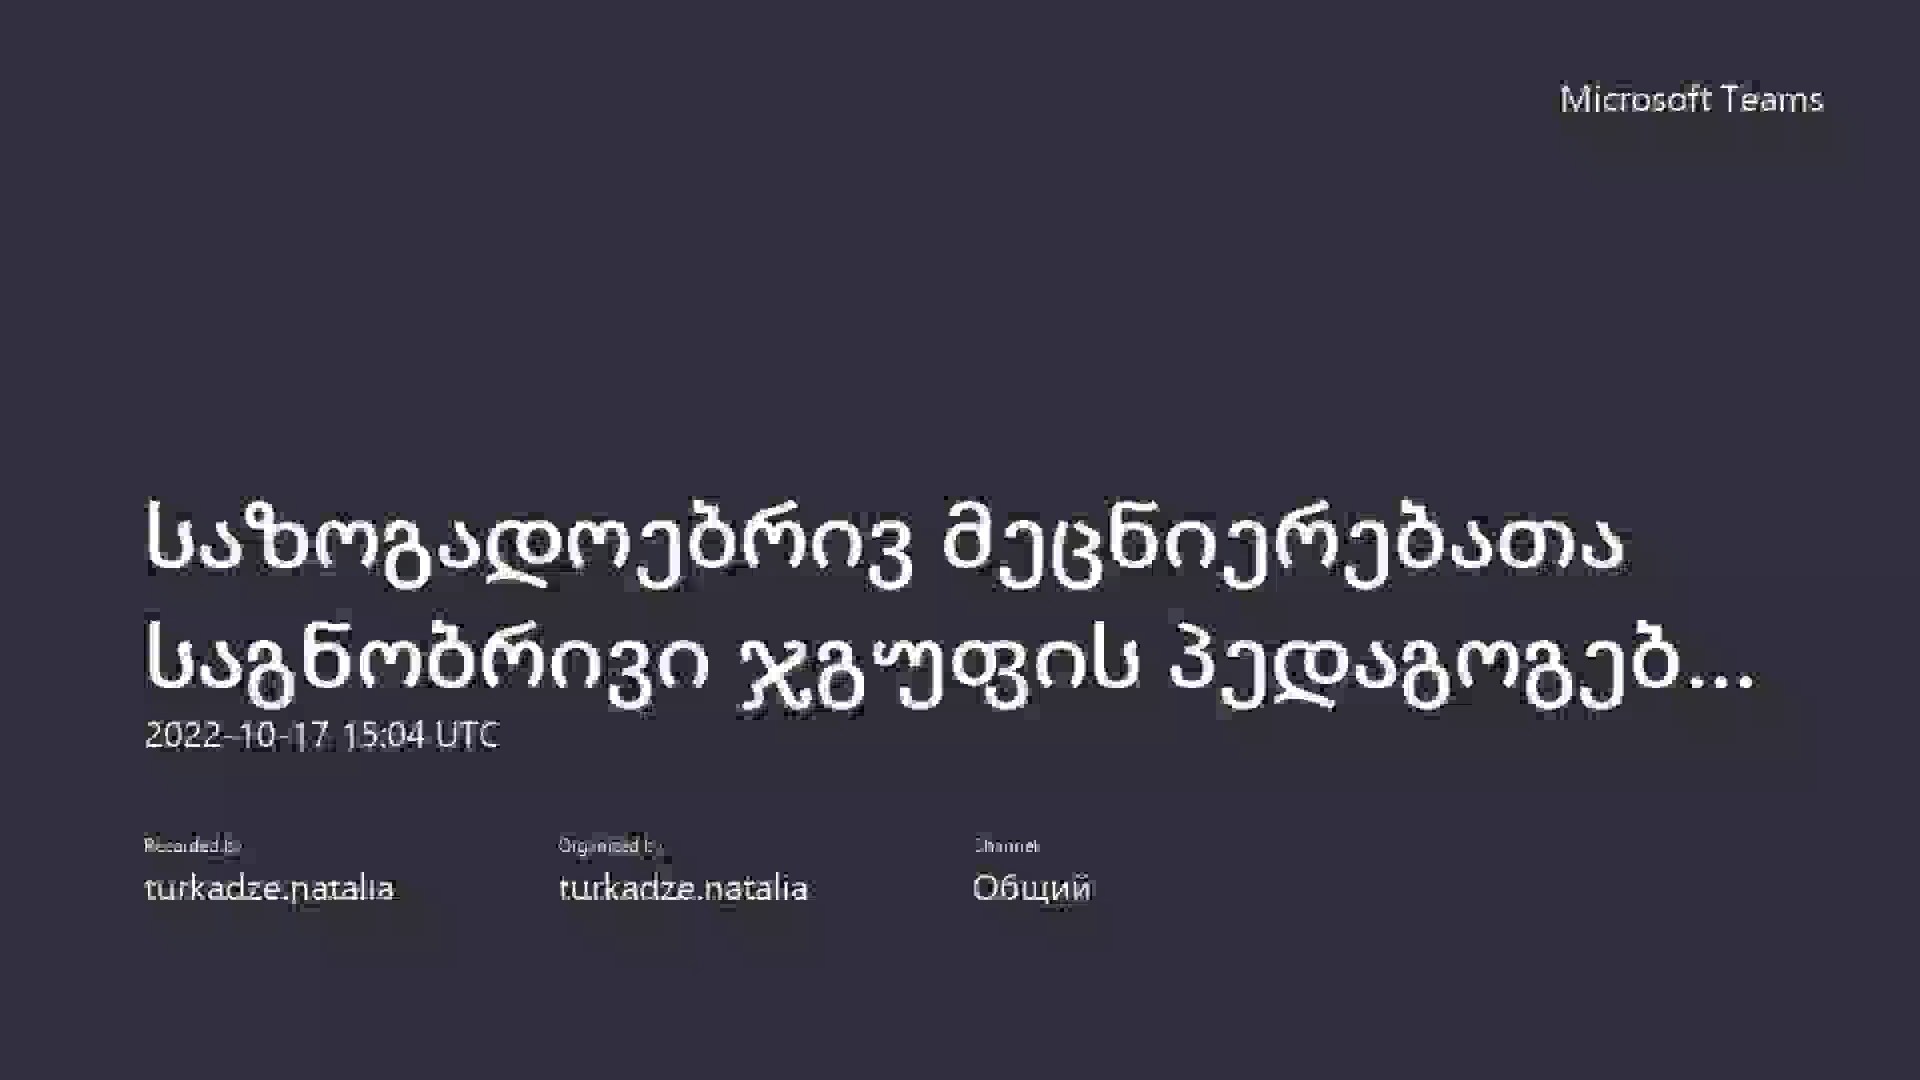 Microsoft Teams
საზოგადოებრივ მეცნიერებათა
საგნობრივი ჯგუფის პედაგოგებ...
2022-10-17 15:04 UTC
Recorded by
Organized by
Channel
turkadze.natalia
turkadze.natalia
Общий